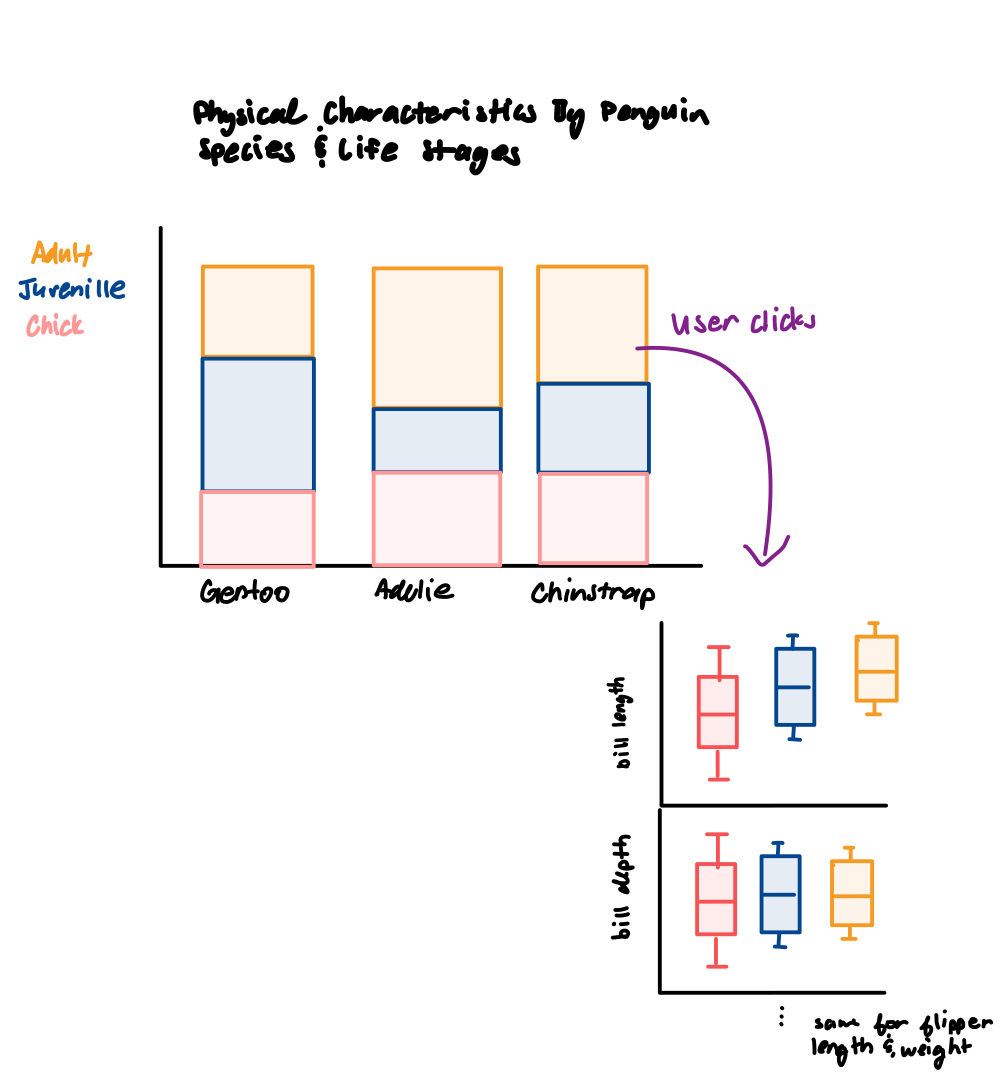 Physical Characteristics By Penguin
Species & Life Stages
Adult
Jurenille
Chick
User clicks
Gentoo
Adelie
Chinstrap
bill length
bill depth
⋮ same for flipper
length & weight